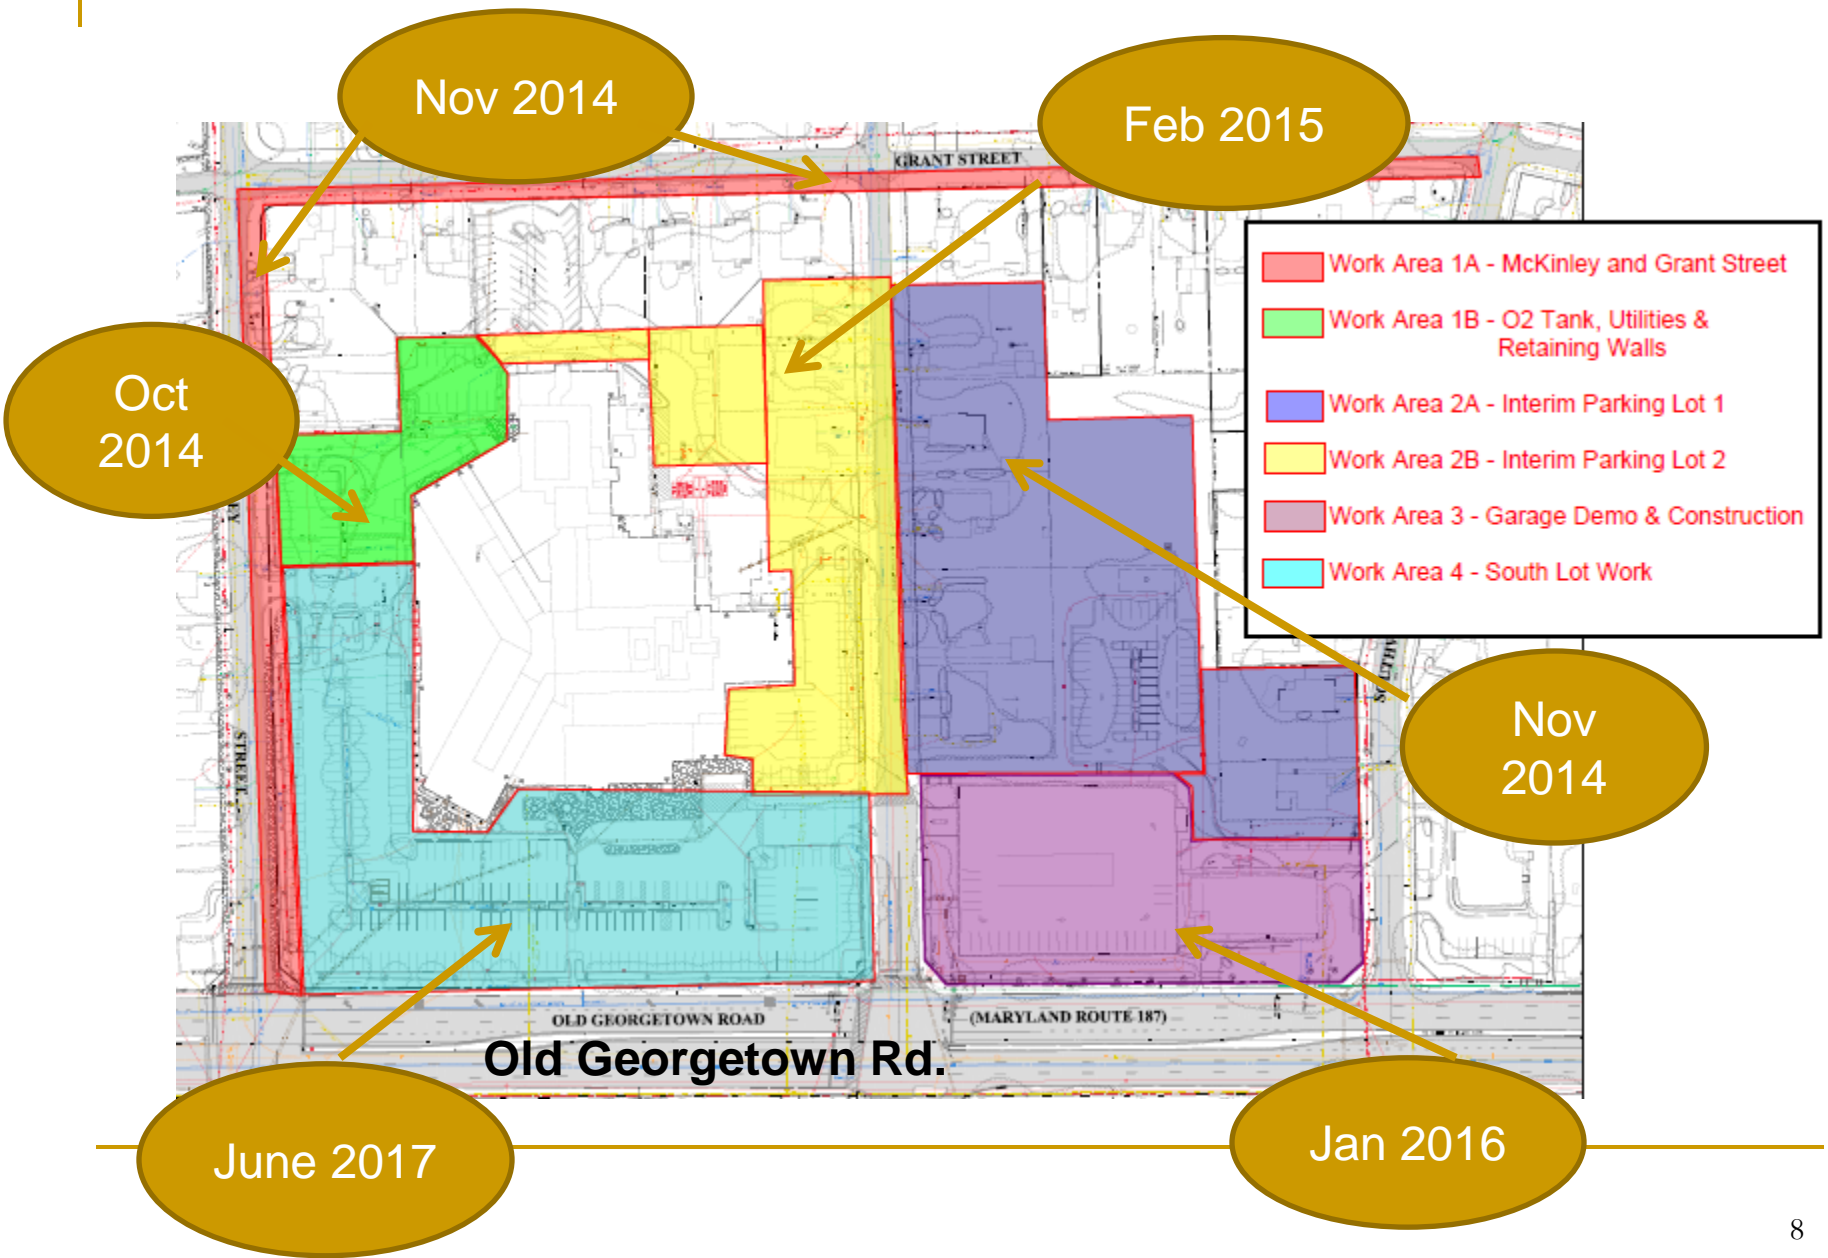 Nov 2014
Feb 2015
GRANT STREET
Work Area 1A - McKinley and Grant Street
Work Area 1B - O2 Tank, Utilities &
Retaining Walls
Work Area 2A - Interim Parking Lot 1
Work Area 2B - Interim Parking Lot 2
Work Area 3 - Garage Demo & Construction
Work Area 4 - South Lot Work
Oct
2014
STREET
Nov
2014
OLD GEORGETOWN ROAD
(MARYLAND ROUTE 187)
Old Georgetown Rd.
June 2017
Jan 2016
8